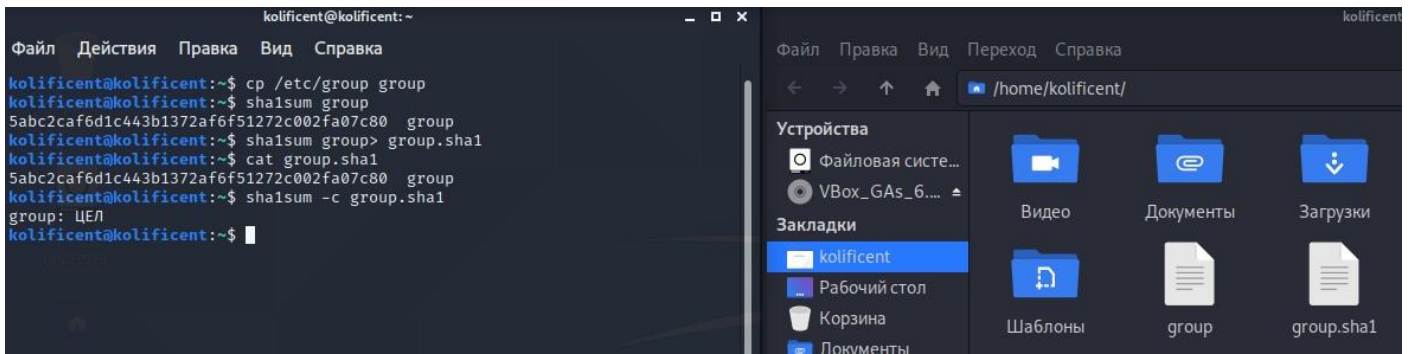 kolificent@kolificent: ~
Файл Действия Правка Вид Справка
kolificent@kolificent:~$ cp /etc/group group
kolificent@kolificent:~$ sha1sum group
5abc2caf6d1c443b1372af6f51272c002fa07c80 group
kolificent@kolificent:~$ sha1sum group> group.sha1
kolificent@kolificent:~$ cat group.sha1
5abc2caf6d1c443b1372af6f51272c002fa07c80 group
kolificent@kolificent:~$ sha1sum -c group.sha1
group: ЦЕЛ
kolificent@kolificent:~$
kolificent
Файл Правка Вид Переход Справка
/home/kolificent/
Устройства
Файловая систе...
VBox_GAs_6....
Закладки
kolificent
Рабочий стол
Корзина
Документы
Видео Документы Загрузки
Шаблоны group group.sha1